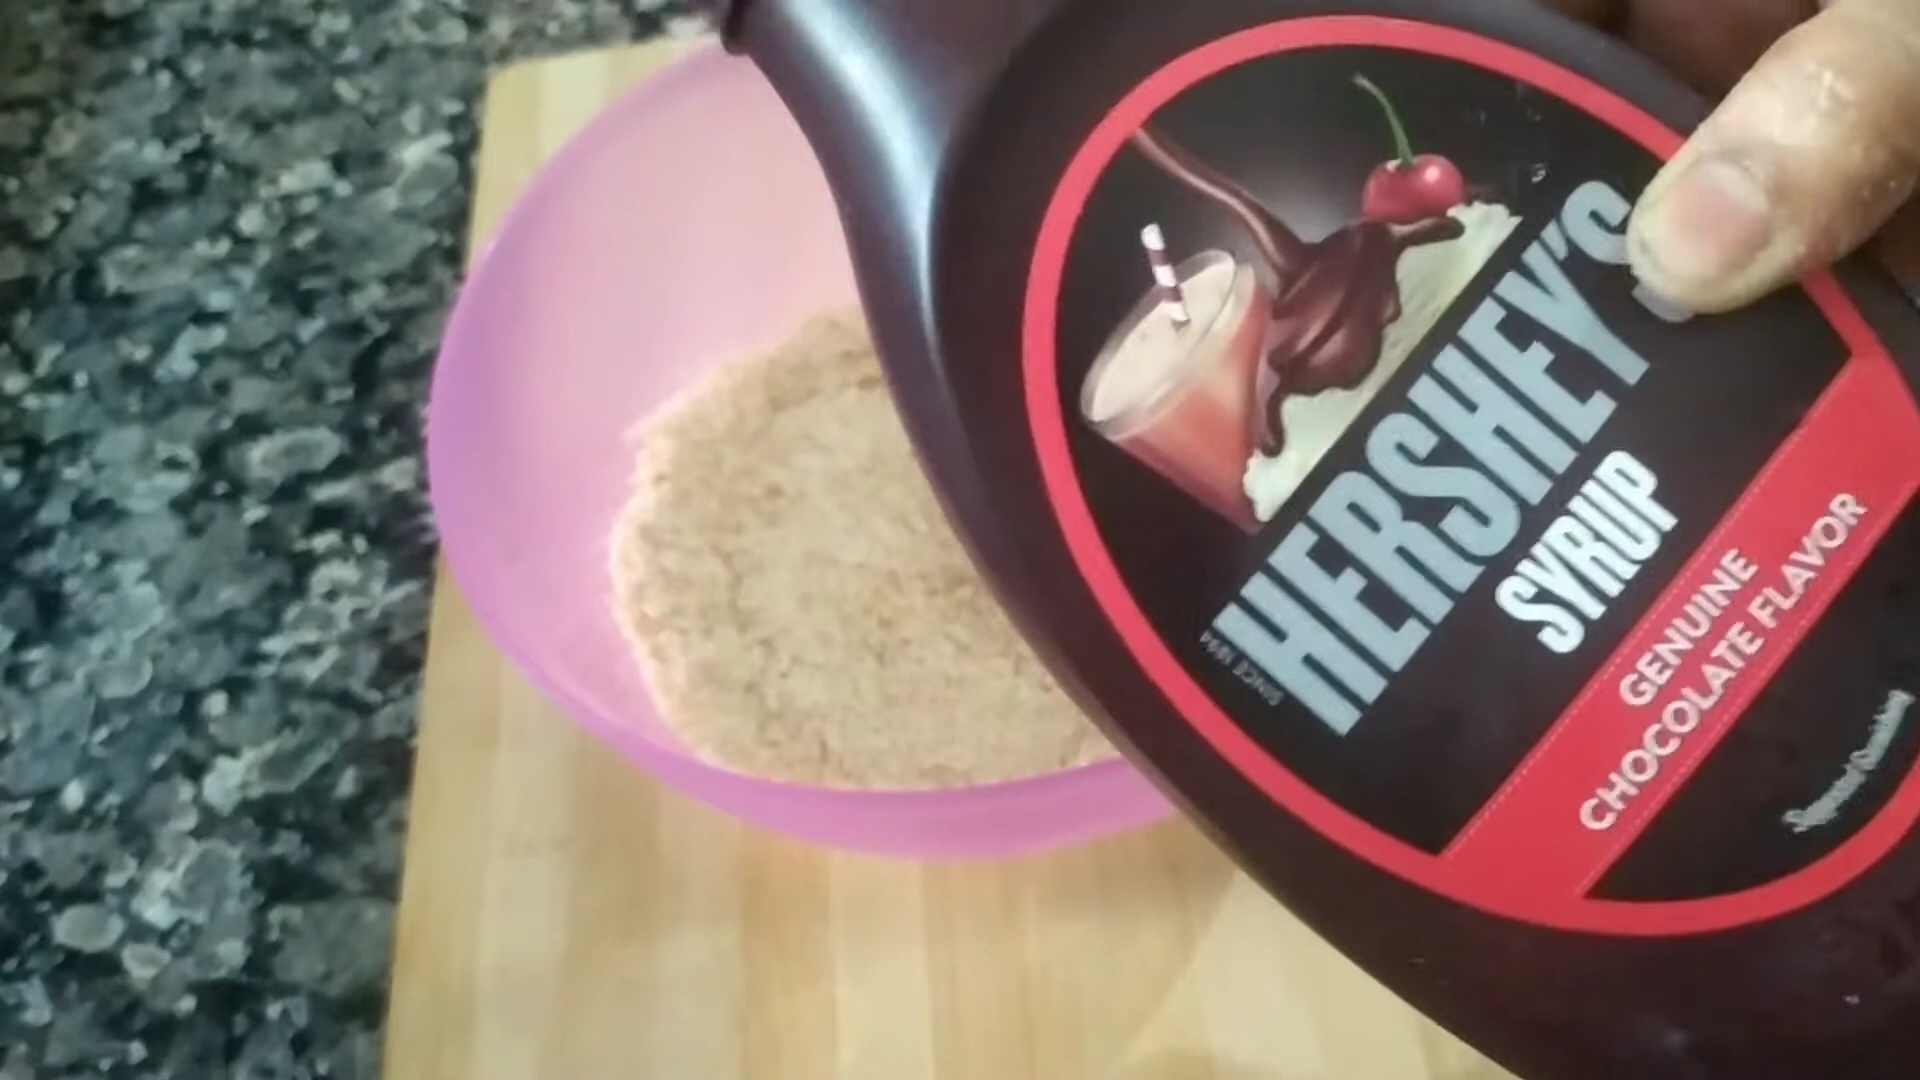 HERSHEY'S
SINCE 1894
SYRUP
GENUINE
CHOCOLATE FLAVOR